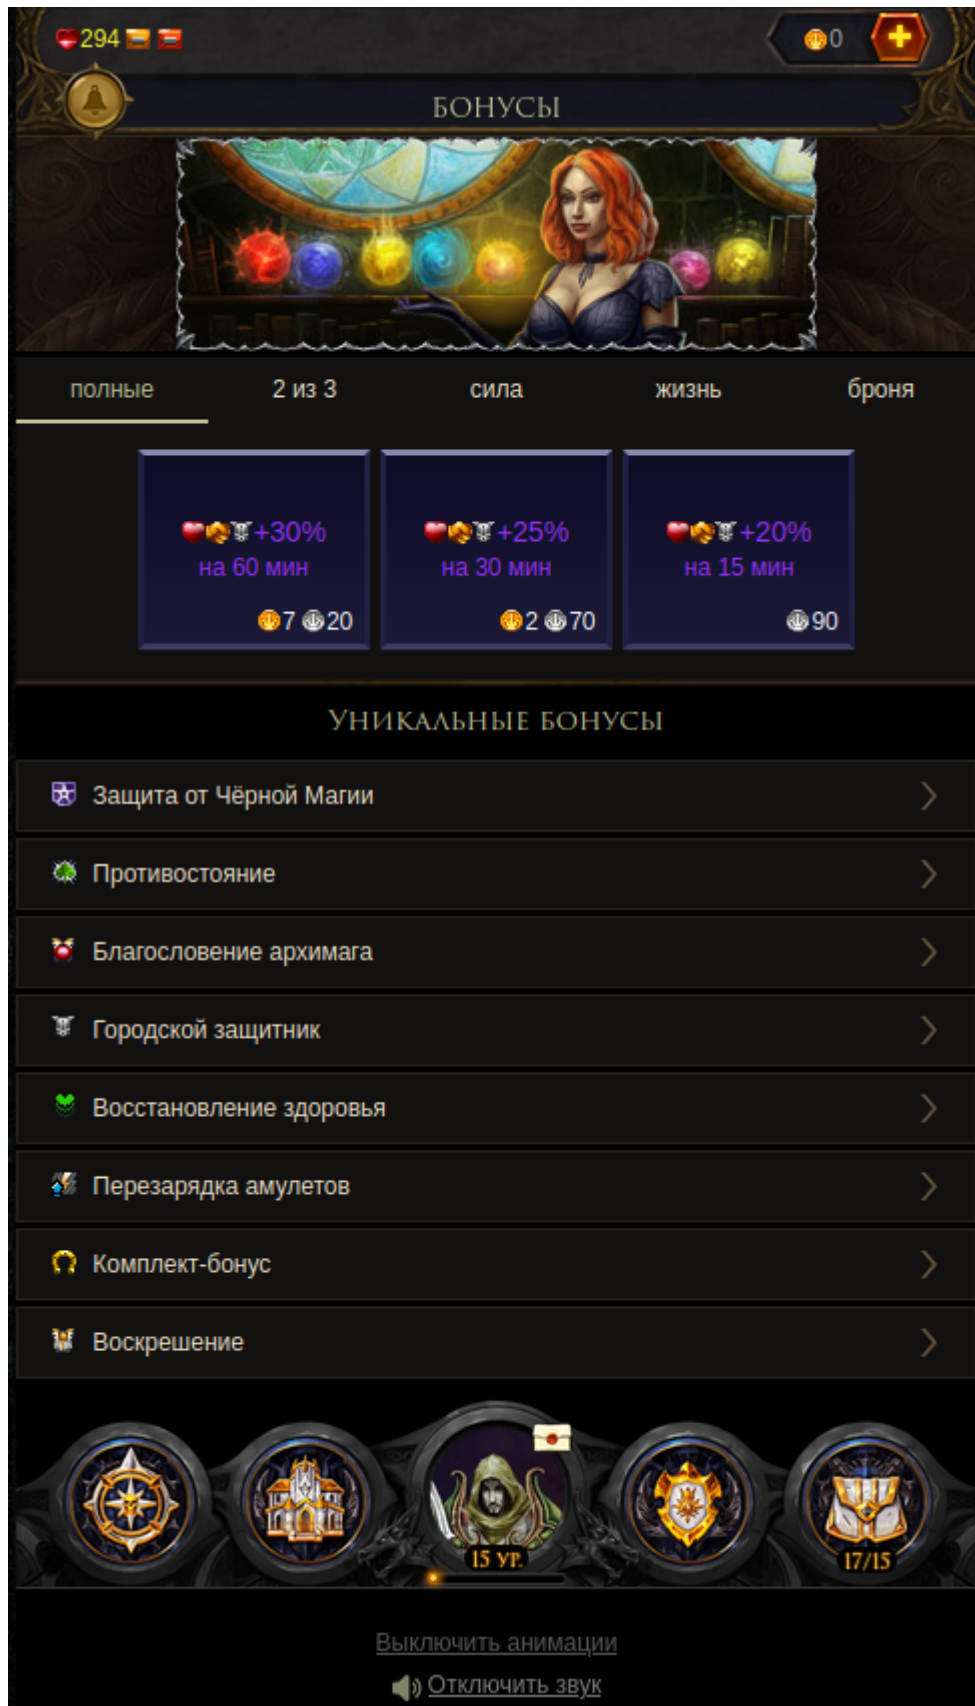 294
0
БОНУСЫ
полные 2 из 3 сила жизнь броня
+30% +25% +20%
на 60 мин на 30 мин на 15 мин
7 20 2 70 90
Уникальные бонусы
Защита от Чёрной Магии
Противостояние
Благословение архимага
Городской защитник
Восстановление здоровья
Перезарядка амулетов
Комплект-бонус
Воскрешение
15 УР.
17/15
Выключить анимации
Отключить звук